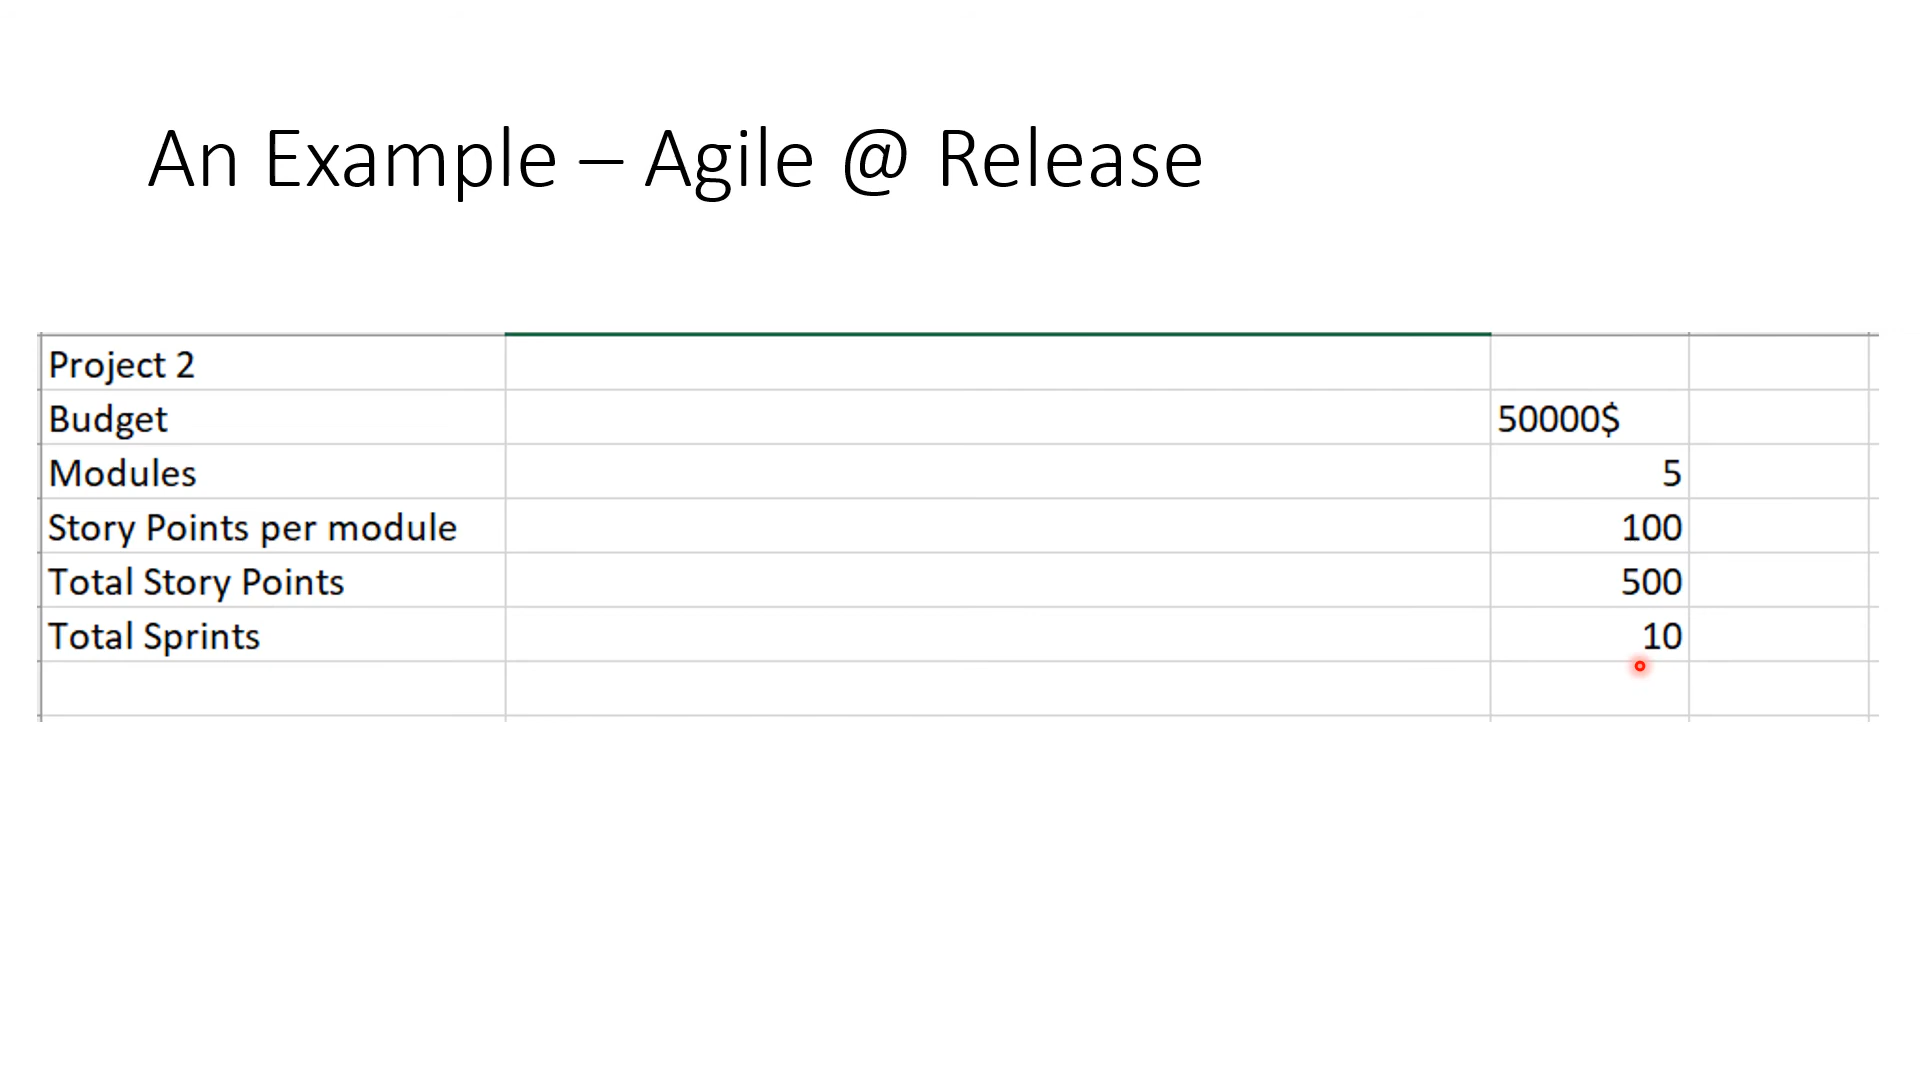 An Example – Agile @ Release
Project 2
Budget 50000$
Modules 5
Story Points per module 100
Total Story Points 500
Total Sprints 10